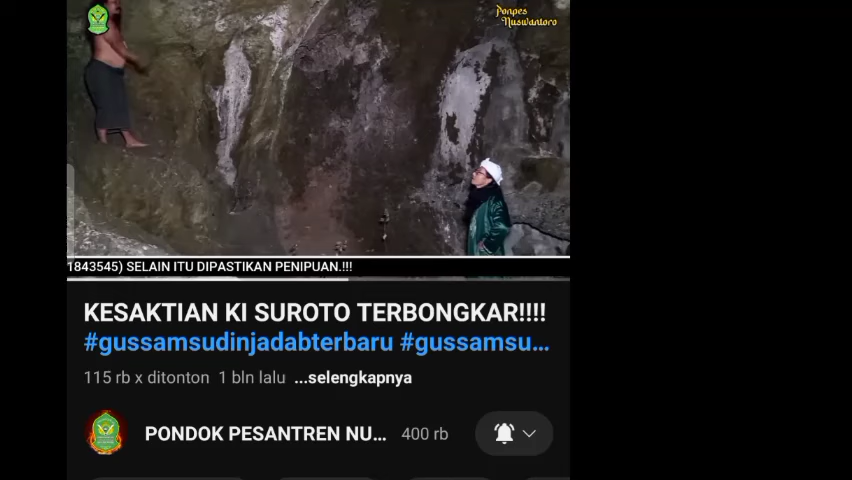 Ponpes
Nuswantoro
1843545) SELAIN ITU DIPASTIKAN PENIPUAN.!!!
KESAKTIAN KI SUROTO TERBONGKAR!!!!
#gussamsudinjadabterbaru #gussamsu...
115 rb x ditonton 1 bln lalu ...selengkapnya
PONDOK PESANTREN NU... 400 rb